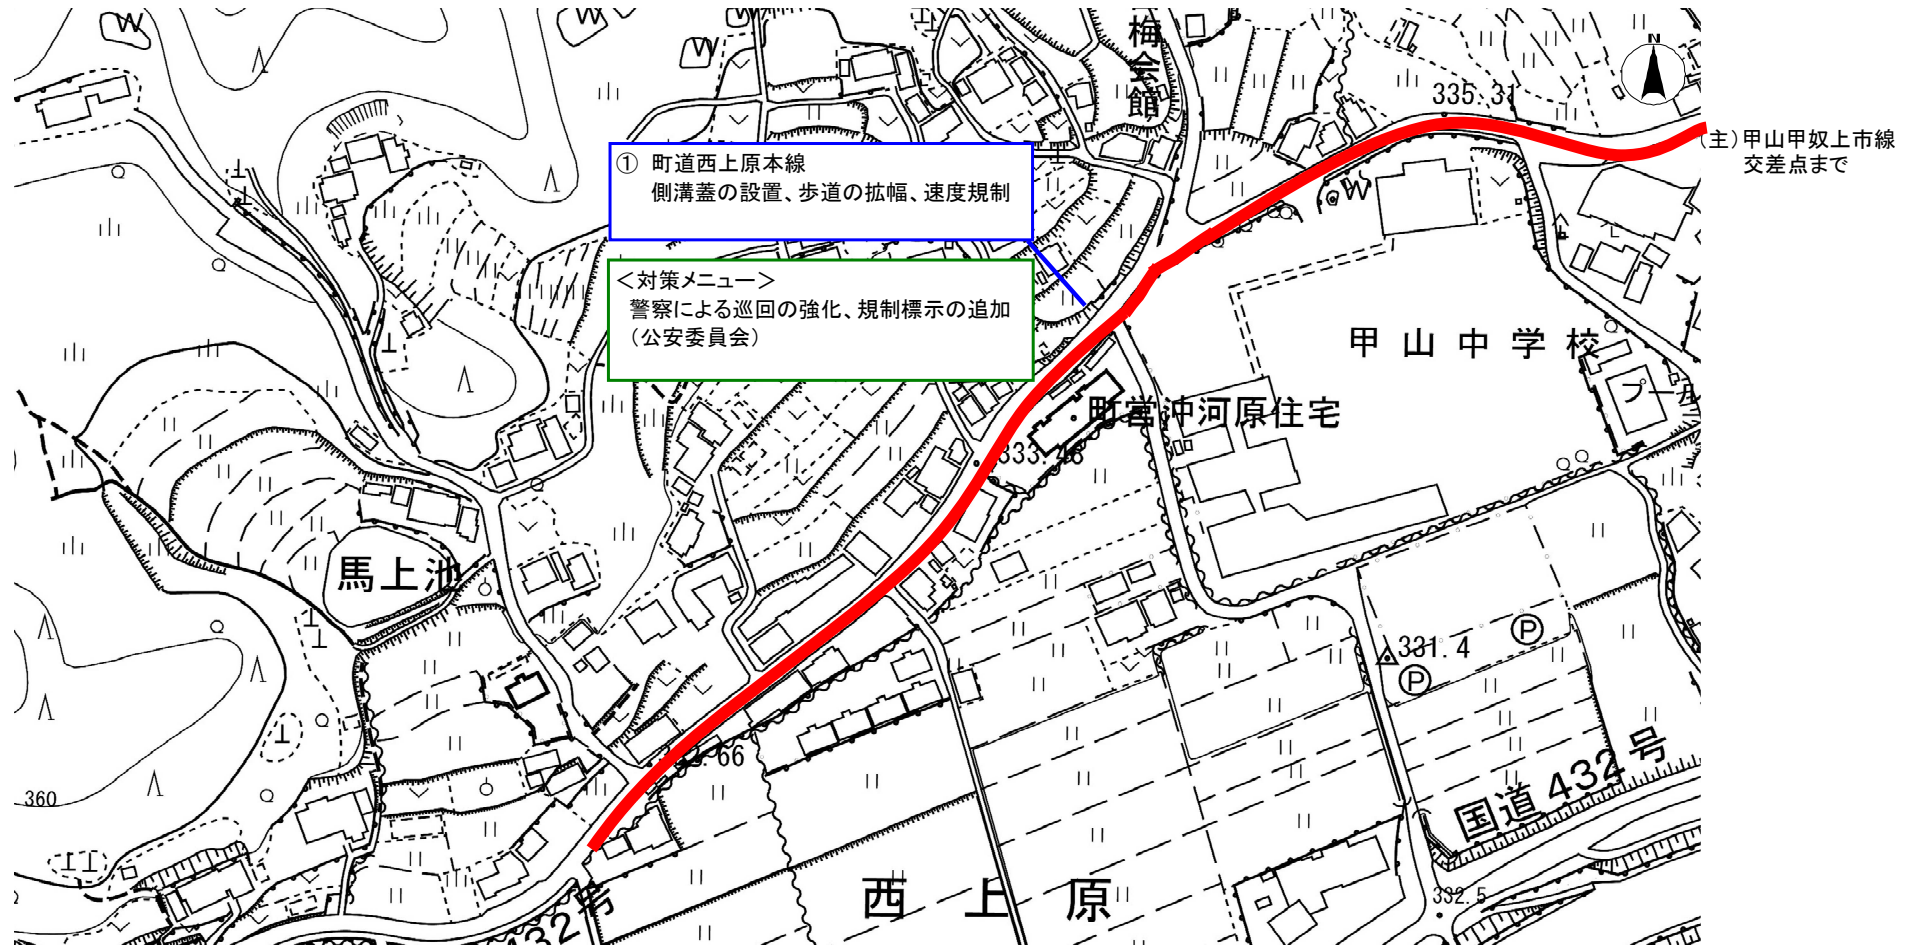 梅会館
N
335.31
(主)甲山甲奴上市線
交差点まで
① 町道西上原本線
側溝蓋の設置、歩道の拡幅、速度規制
<対策メニュー>
警察による巡回の強化、規制標示の追加
(公安委員会)
甲山中学校
プール
町営沖河原住宅
333.46
馬上池
331.4
P
P
.66
国道432号
360
西上原
332.5
432号